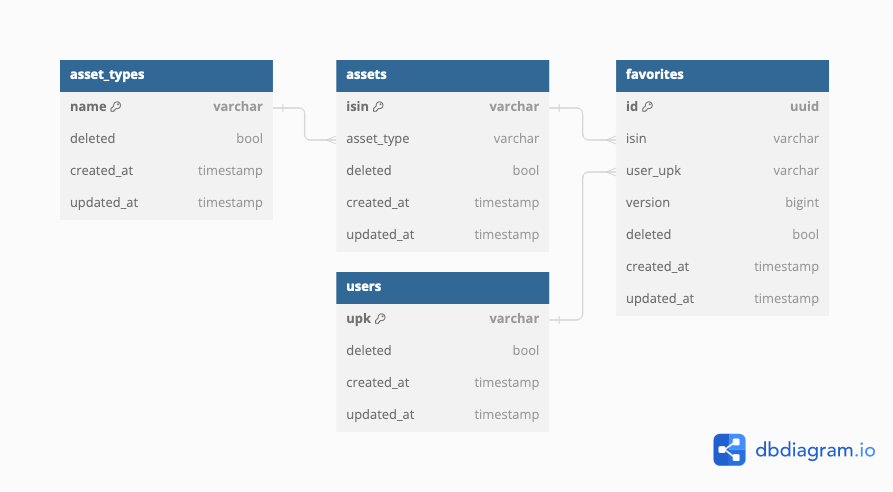 asset_types
name varchar
deleted bool
created_at timestamp
updated_at timestamp
assets
isin varchar
asset_type varchar
deleted bool
created_at timestamp
updated_at timestamp
users
upk varchar
deleted bool
created_at timestamp
updated_at timestamp
favorites
id uuid
isin varchar
user_upk varchar
version bigint
deleted bool
created_at timestamp
updated_at timestamp
dbdiagram.io